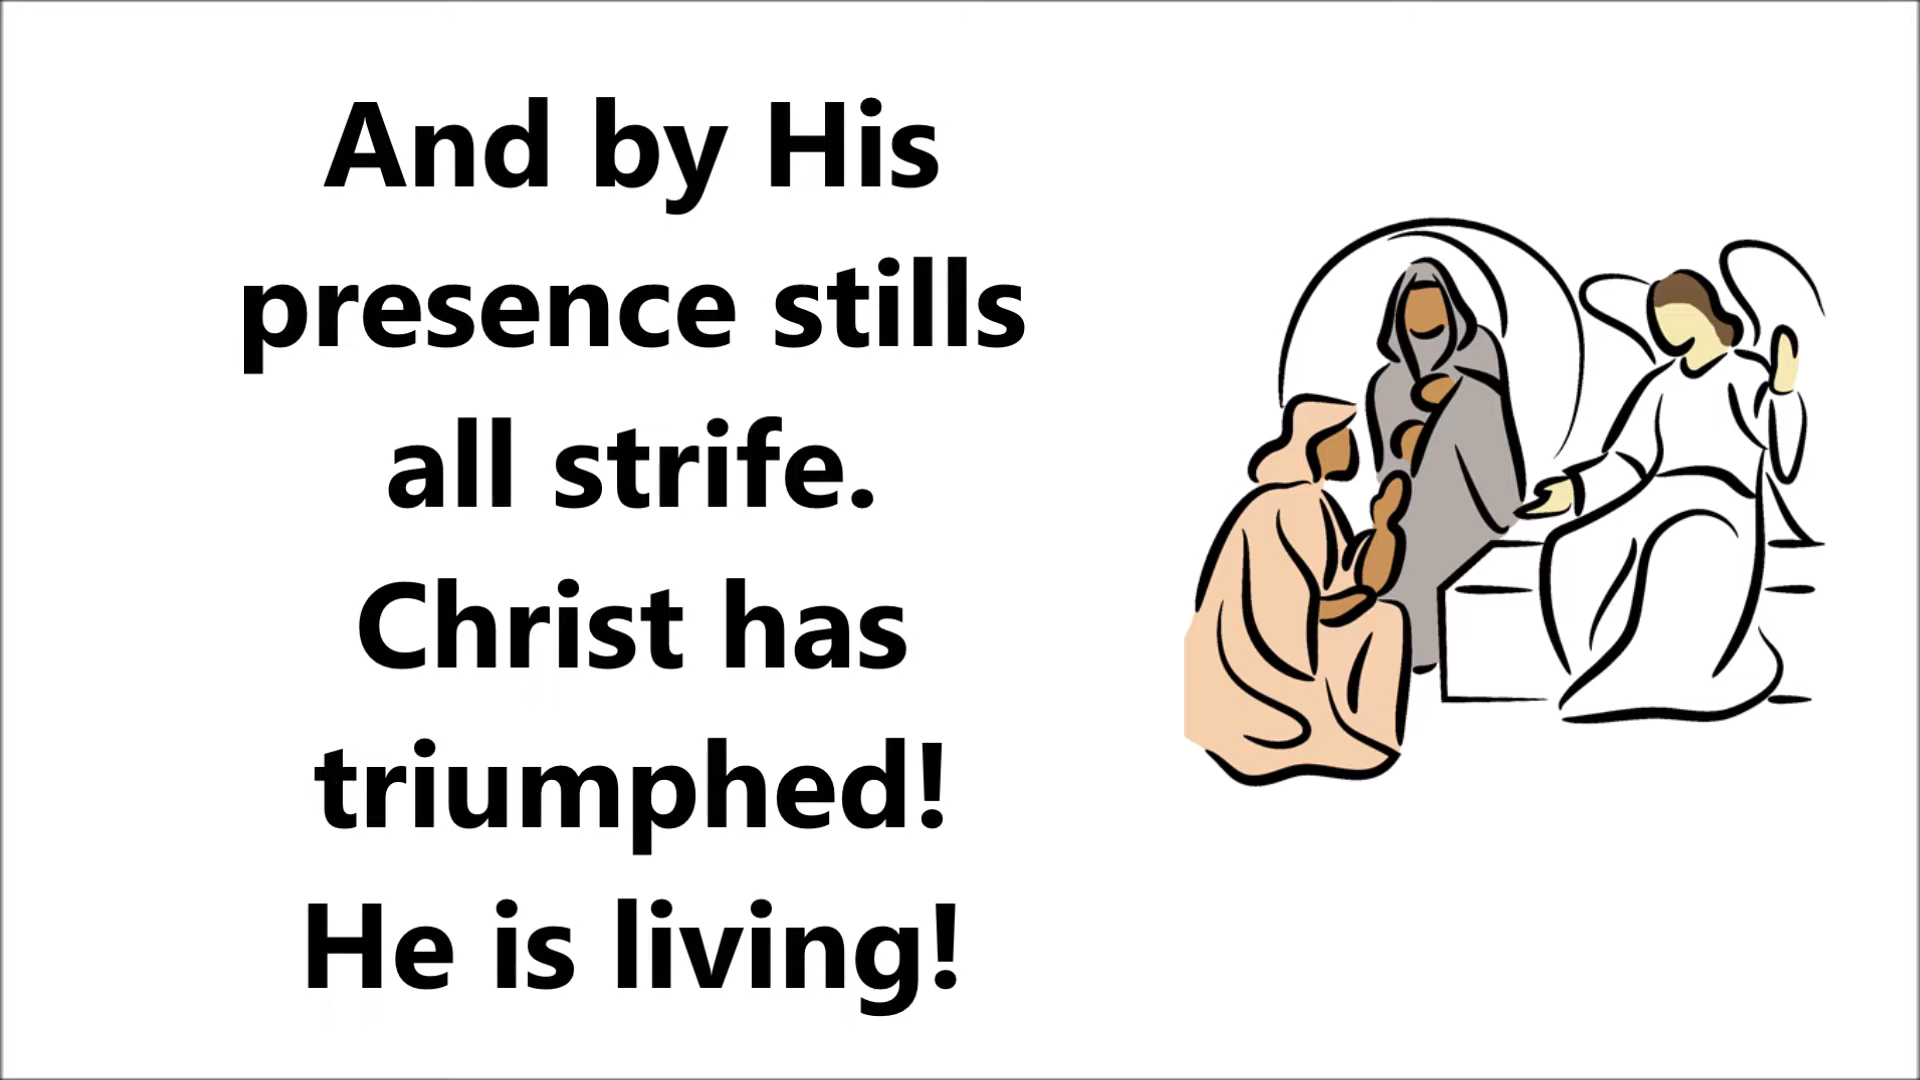 And by His
presence stills
all strife.
Christ has
triumphed!
He is living!